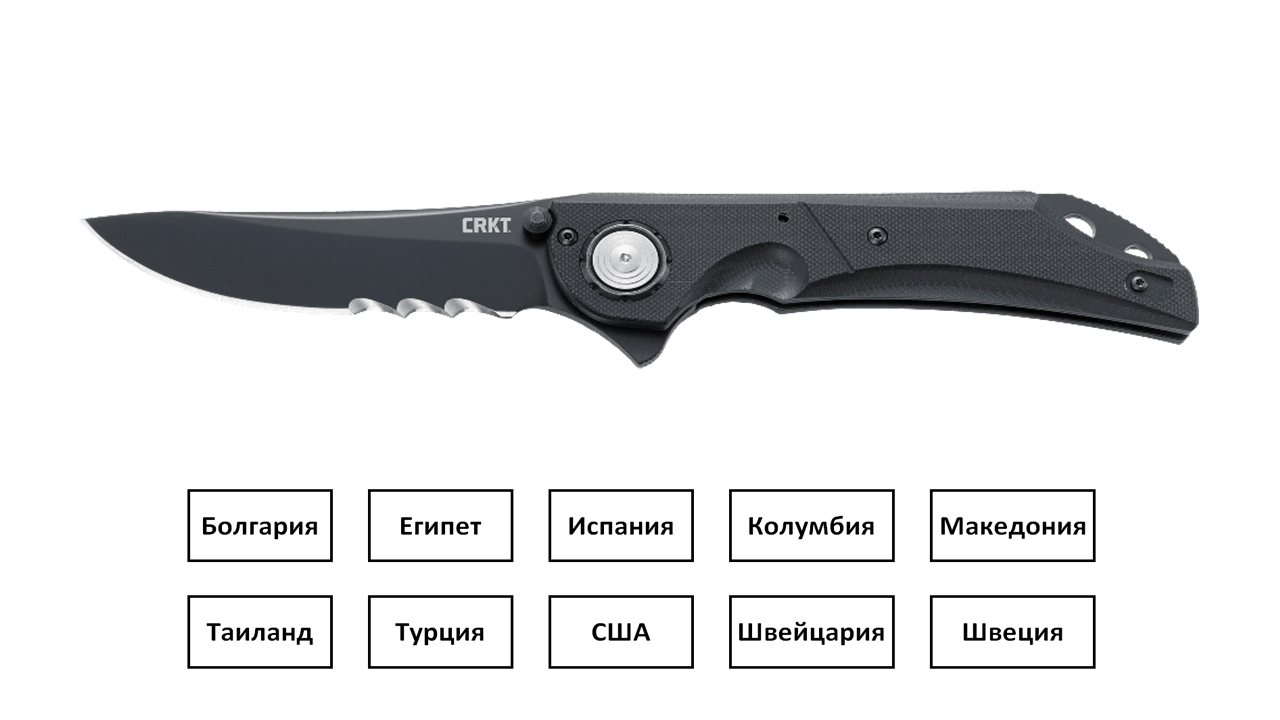 CRKT
Болгария
Египет
Испания
Колумбия
Македония
Таиланд
Турция
США
Швейцария
Швеция